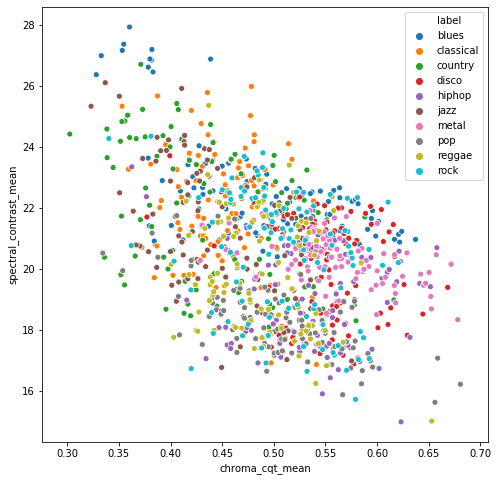 label
blues
classical
country
disco
hiphop
jazz
metal
pop
reggae
rock
28
26
24
22
20
18
16
spectral_contrast_mean
0.30 0.35 0.40 0.45 0.50 0.55 0.60 0.65 0.70
chroma_cqt_mean